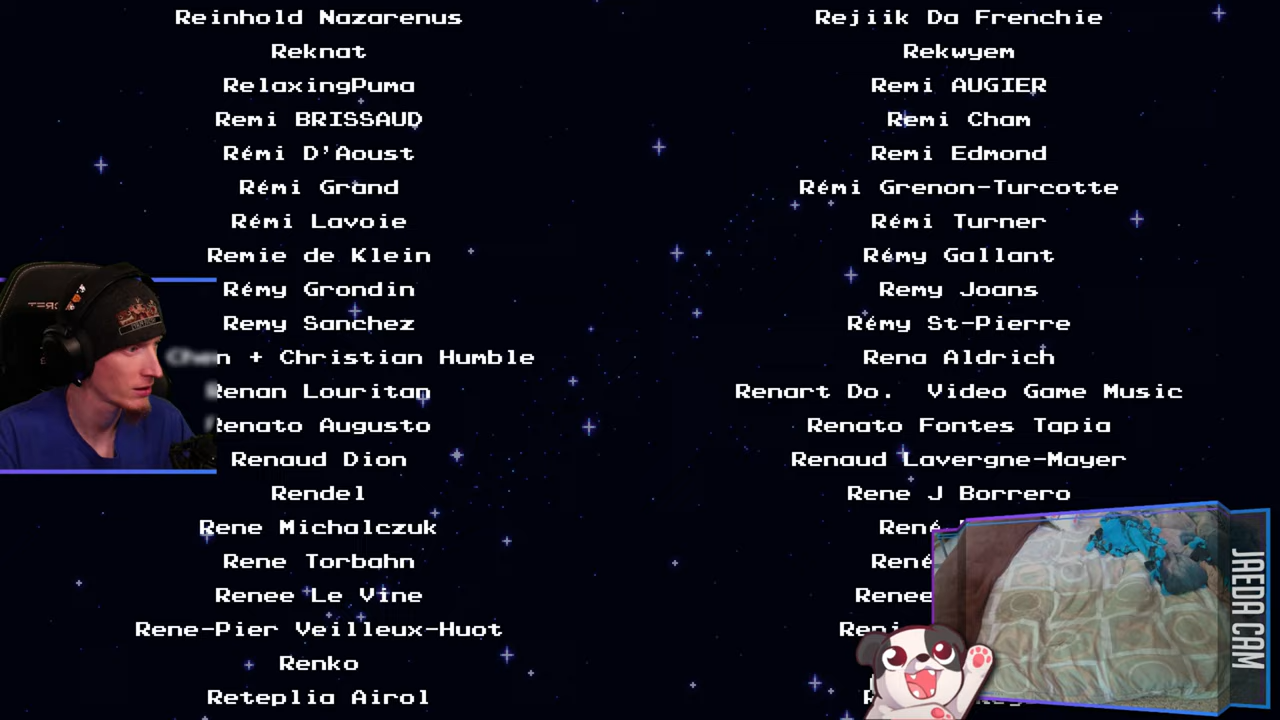 Reinhold Nazarenus
Rejiik Da Frenchie
Reknat
Rekwyem
RelaxingPuma
Remi AUGIER
Remi BRISSAUD
Remi Cham
Rémi D'Aoust
Remi Edmond
Rémi Grand
Rémi Grenon-Turcotte
Rémi Lavoie
Rémi Turner
Remie de Klein
Rémy Gallant
Rémy Grondin
Remy Joans
Remy Sanchez
Rémy St-Pierre
+ Christian Humble
Rena Aldrich
Renan Louritan
Renart Do. Video Game Music
Renato Augusto
Renato Fontes Tapia
Renaud Dion
Renaud Lavergne-Mayer
Rendel
Rene J Borrero
Rene Michalczuk
René
Rene Torbahn
René
Renee Le Vine
Renee
Rene-Pier Veilleux-Huot
Renko
Reteplia Airol
JAEDA CAM